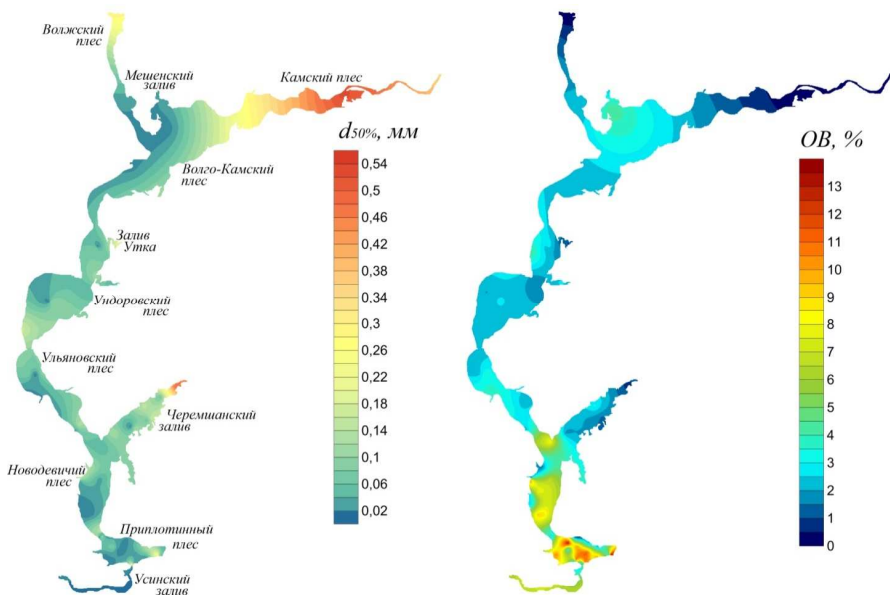 Волжский
плес
Мешенский
залив
Камский плес
d50%, мм
Волго-Камский
плес
0,54
0,5
0,46
0,42
0,38
0,34
0,3
0,26
0,22
0,18
0,14
0,1
0,06
0,02
Залив
Утка
Ундоровский
плес
Ульяновский
плес
Черемшанский
залив
Новодевичий
плес
Приплотинный
плес
Усинский
залив
ОВ, %
13
12
11
10
9
8
7
6
5
4
3
2
1
0